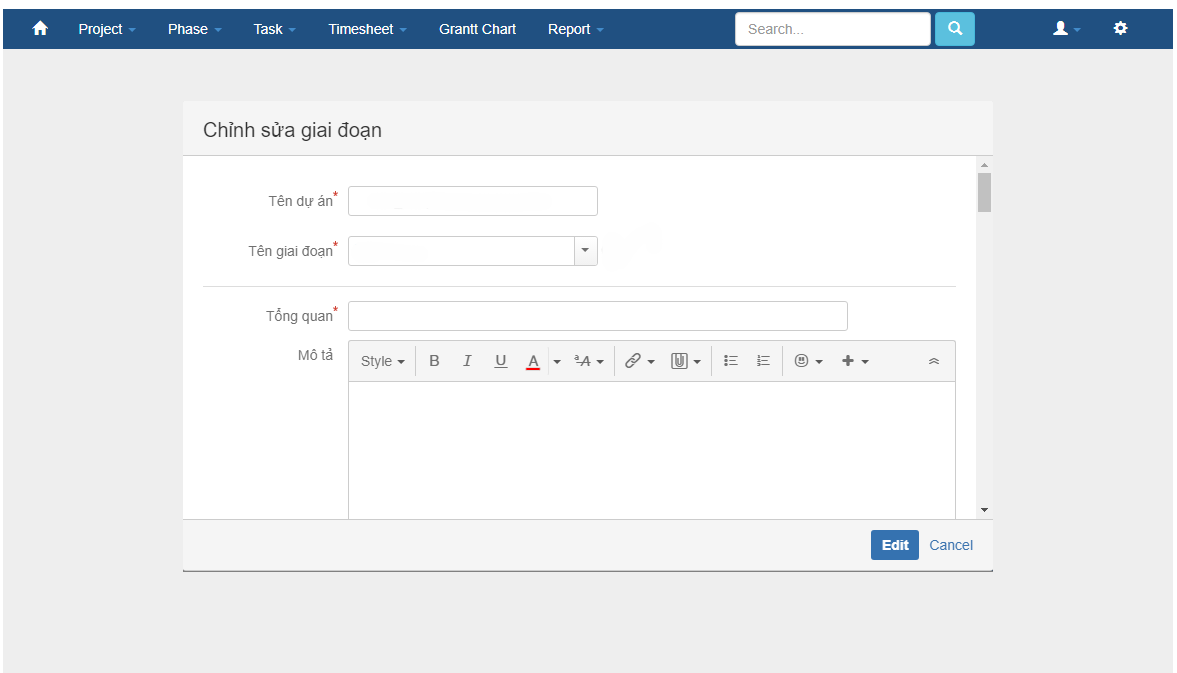 Project Phase Task Timesheet Grantt Chart Report Search...
Chỉnh sửa giai đoạn
Tên dự án*
Tên giai đoạn*
Tổng quan*
Mô tả
Style B I U A ªA
Edit Cancel